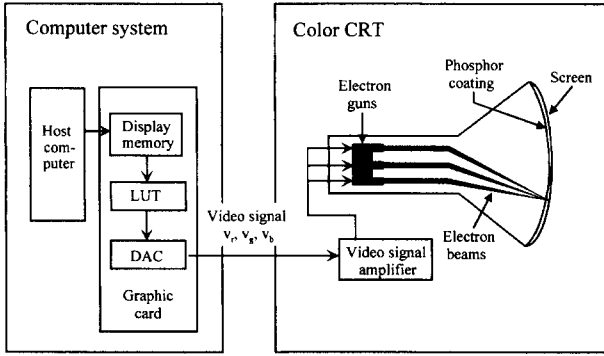 Computer system
Host
com-
puter
Display
memory
LUT
DAC
Graphic
card
Video signal
vr, vg, vb
Color CRT
Electron
guns
Phosphor
coating
Screen
Electron
beams
Video signal
amplifier